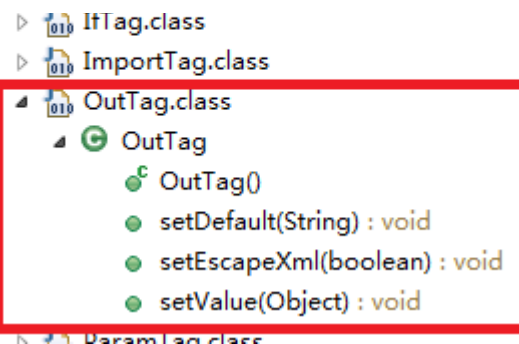 IfTag.class
ImportTag.class
OutTag.class
OutTag
OutTag()
setDefault(String) : void
setEscapeXml(boolean) : void
setValue(Object) : void
ParamTag.class